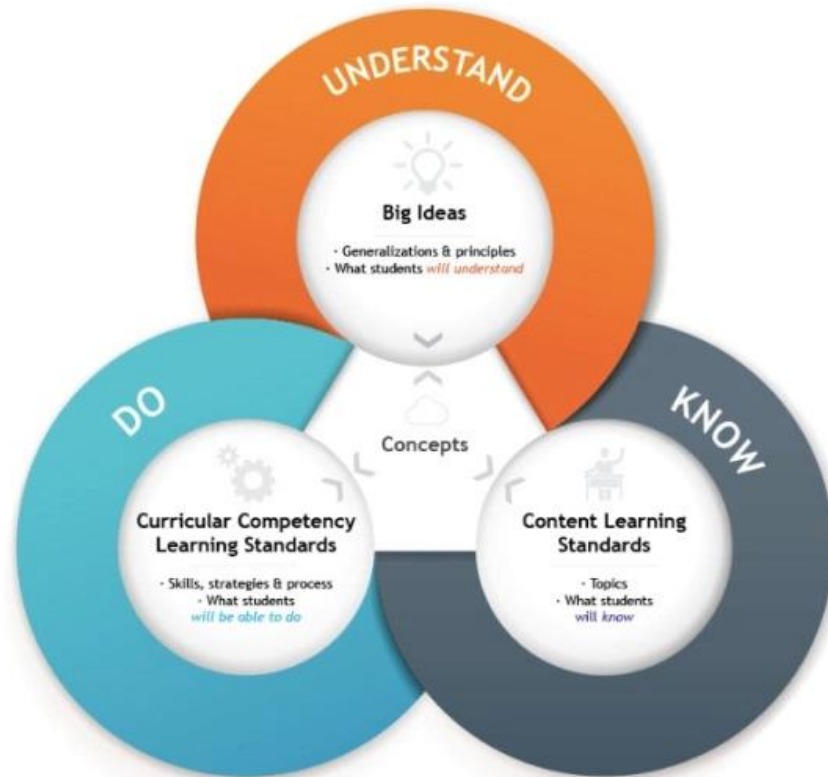 UNDERSTAND
Big Ideas
· Generalizations & principles
· What students will understand
Concepts
DO
Curricular Competency
Learning Standards
· Skills, strategies & process
· What students
will be able to do
KNOW
Content Learning
Standards
· Topics
· What students
will know